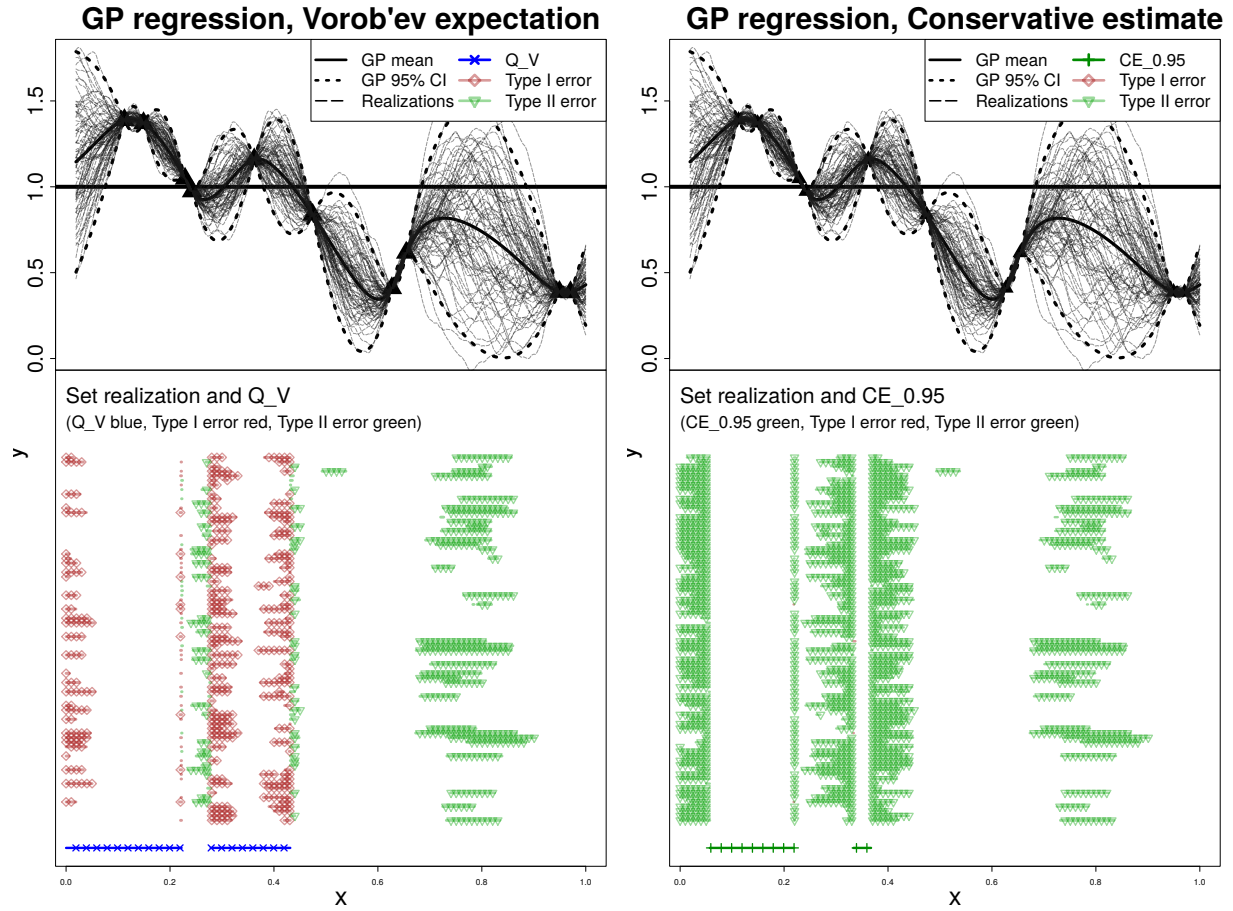 GP regression, Vorob'ev expectation
GP mean
GP 95% CI
Realizations
Q_V
Type I error
Type II error
0.0
0.5
1.0
1.5
Set realization and Q_V
(Q_V blue, Type I error red, Type II error green)
y
0.0 0.2 0.4 0.6 0.8 1.0
x
GP regression, Conservative estimate
GP mean
GP 95% CI
Realizations
CE_0.95
Type I error
Type II error
0.0
0.5
1.0
1.5
Set realization and CE_0.95
(CE_0.95 green, Type I error red, Type II error green)
y
0.0 0.2 0.4 0.6 0.8 1.0
x